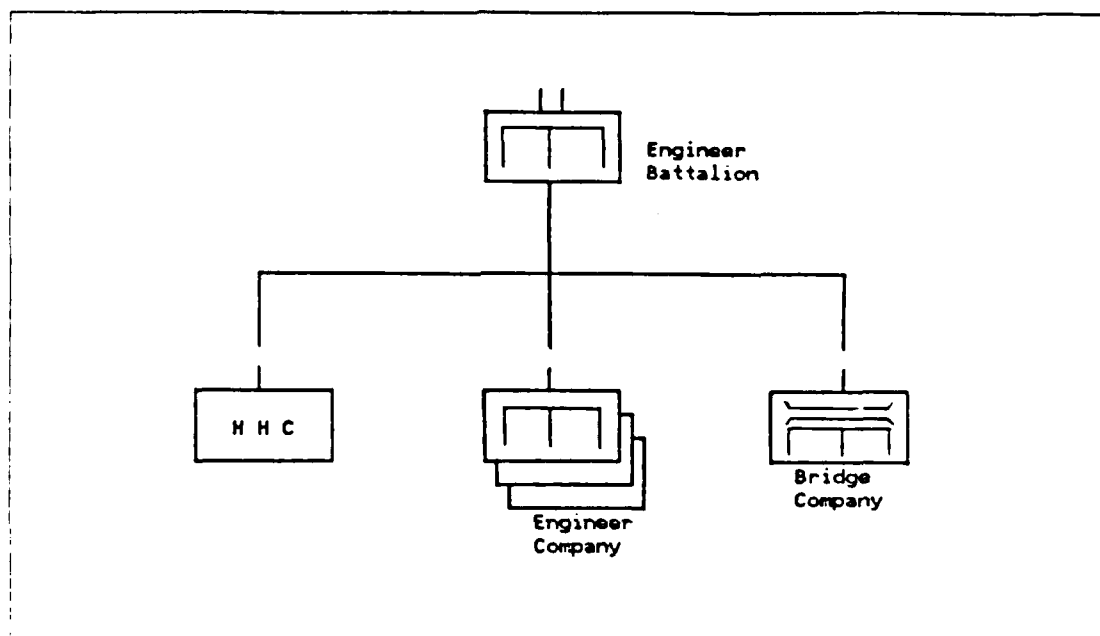 Engineer
Battalion
H H C
Engineer
Company
Bridge
Company